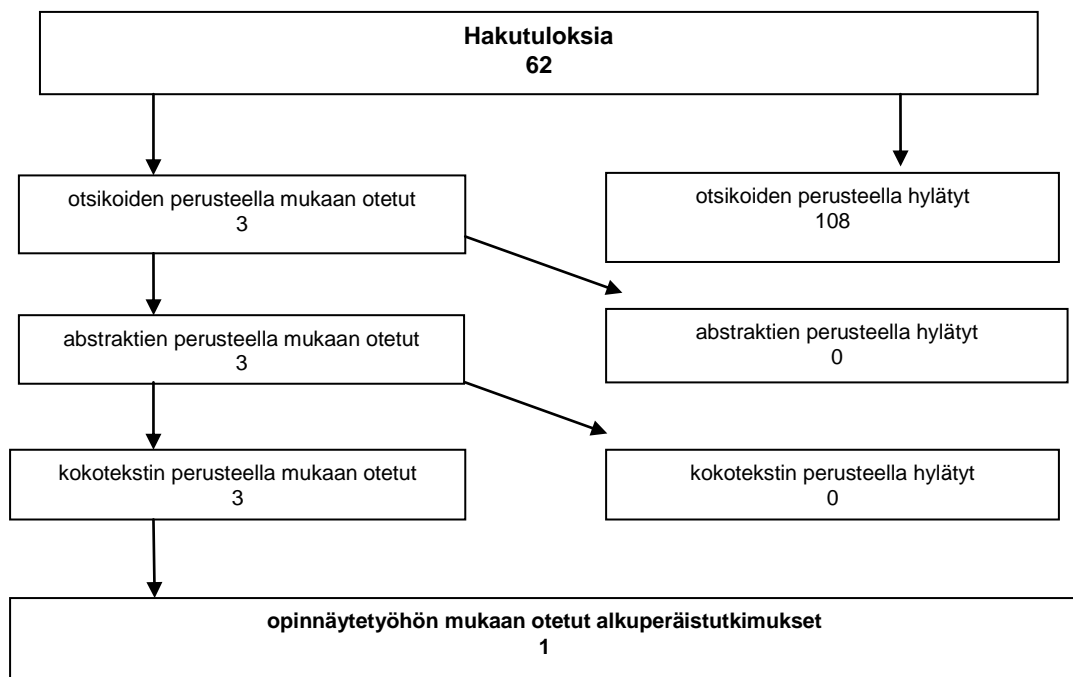 Hakutuloksia
62
otsikoiden perusteella mukaan otetut
3
otsikoiden perusteella hylätyt
108
abstraktien perusteella mukaan otetut
3
abstraktien perusteella hylätyt
0
kokotekstin perusteella mukaan otetut
3
kokotekstin perusteella hylätyt
0
opinnäytetyöhön mukaan otetut alkuperäistutkimukset
1